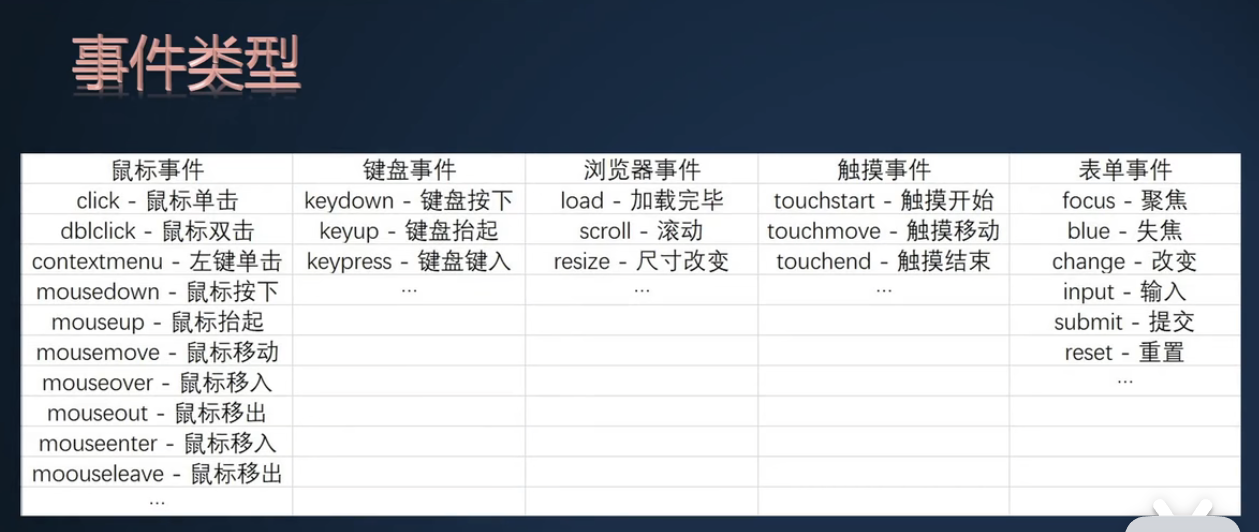 事件类型
鼠标事件 键盘事件 浏览器事件 触摸事件 表单事件
click - 鼠标单击 keydown - 键盘按下 load - 加载完毕 touchstart - 触摸开始 focus - 聚焦
dblclick - 鼠标双击 keyup - 键盘抬起 scroll - 滚动 touchmove - 触摸移动 blue - 失焦
contextmenu - 左键单击 keypress - 键盘键入 resize - 尺寸改变 touchend - 触摸结束 change - 改变
mousedown - 鼠标按下 ... ... ... input - 输入
mouseup - 鼠标抬起 submit - 提交
mousemove - 鼠标移动 reset - 重置
mouseover - 鼠标移入 ...
mouseout - 鼠标移出
mouseenter - 鼠标移入
moouseleave - 鼠标移出
...